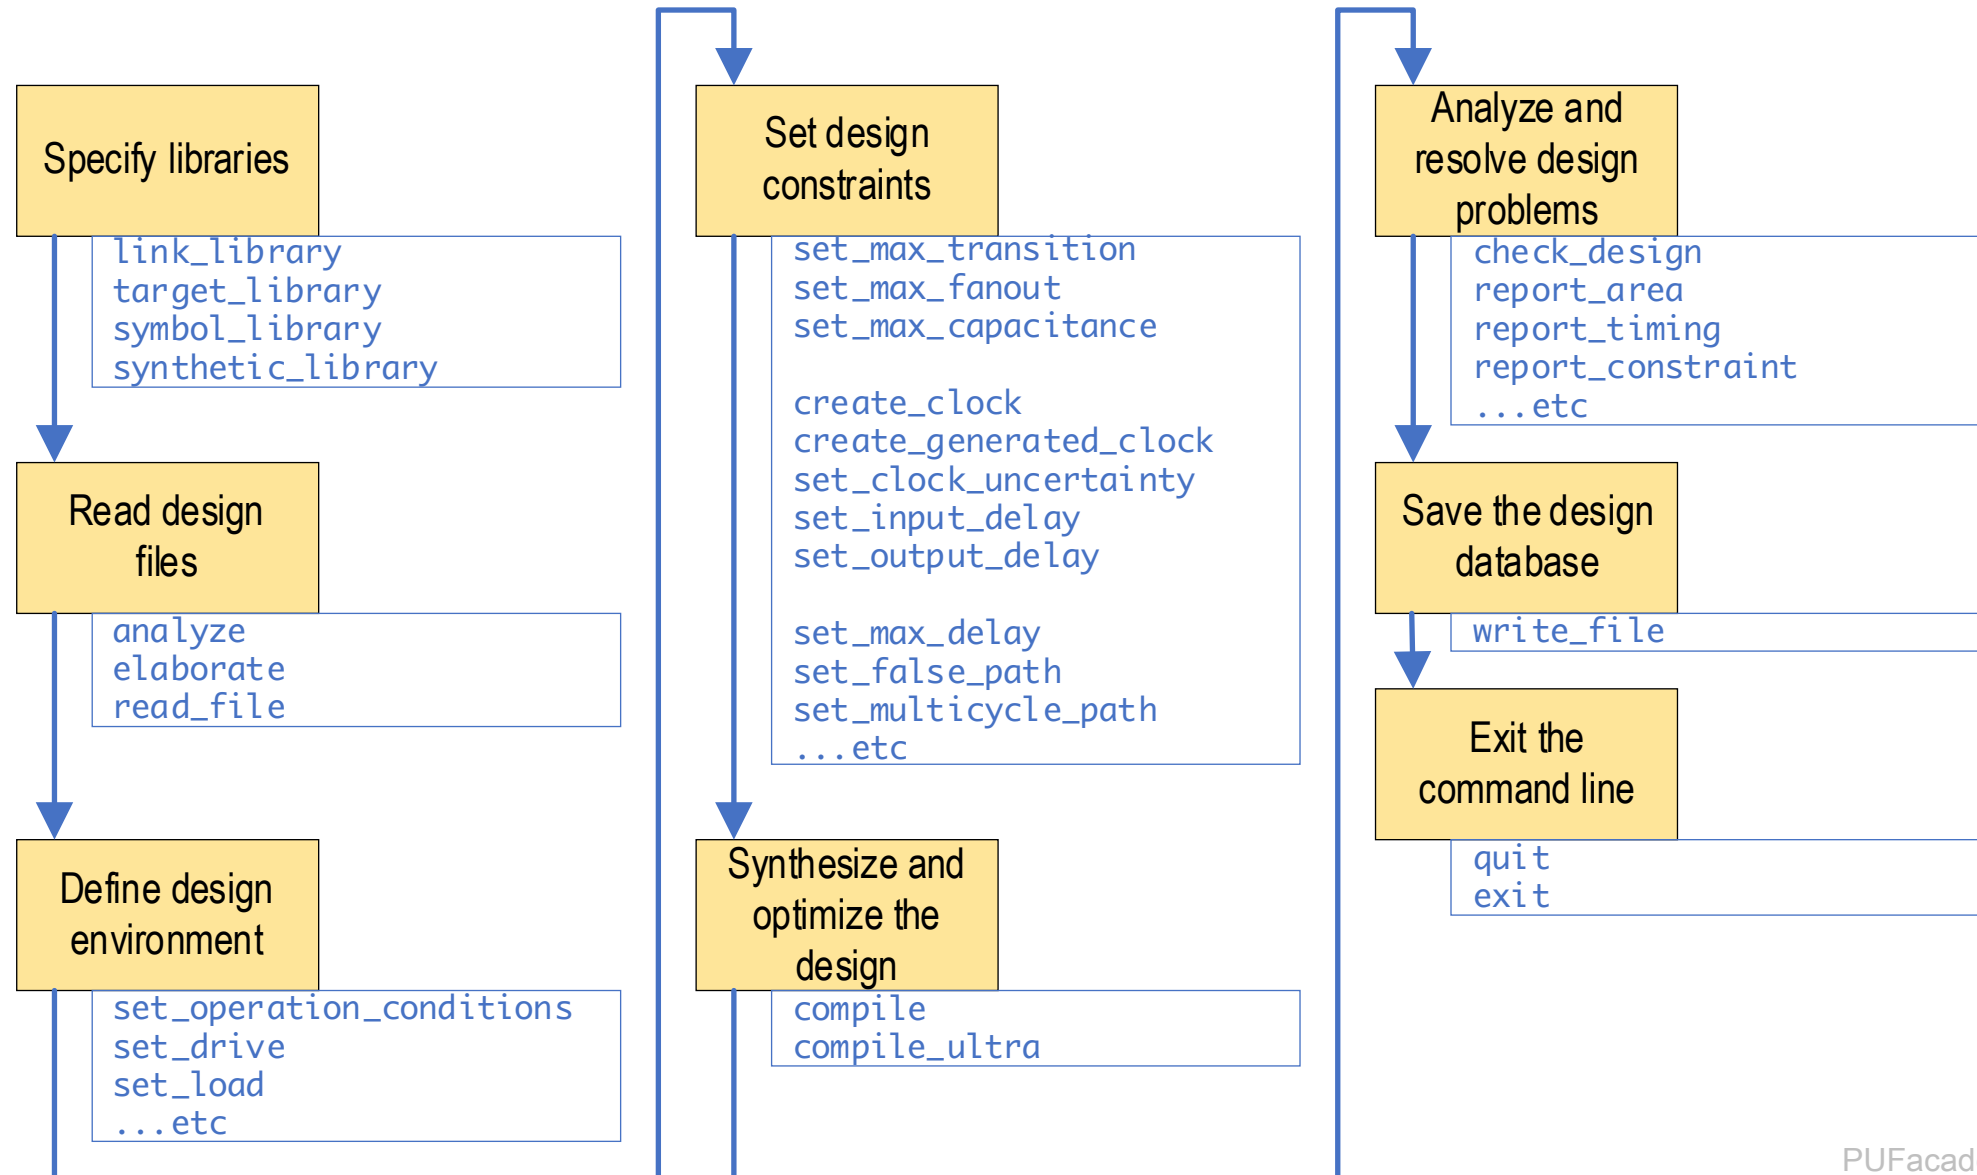 Specify libraries
link_library
target_library
symbol_library
synthetic_library
Read design
files
analyze
elaborate
read_file
Define design
environment
set_operation_conditions
set_drive
set_load
...etc
Set design
constraints
set_max_transition
set_max_fanout
set_max_capacitance
create_clock
create_generated_clock
set_clock_uncertainty
set_input_delay
set_output_delay
set_max_delay
set_false_path
set_multicycle_path
...etc
Synthesize and
optimize the
design
compile
compile_ultra
Analyze and
resolve design
problems
check_design
report_area
report_timing
report_constraint
...etc
Save the design
database
write_file
Exit the
command line
quit
exit
PUFacad